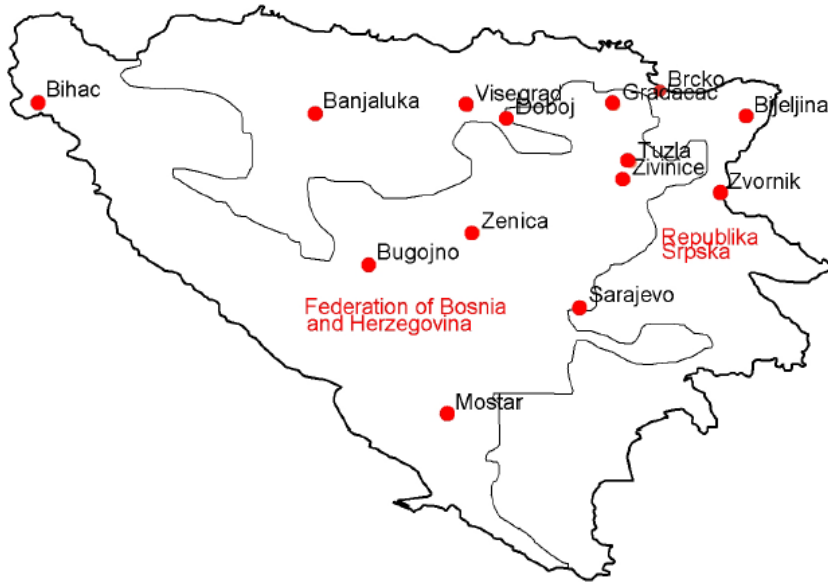 Brcko
Bihac
Visegrad
Gradacac
Banjaluka
Doboj
Bijeljina
Tuzla
Zivinice
Zvornik
Zenica
Republika
Srpska
Bugojno
Sarajevo
Federation of Bosnia
and Herzegovina
Mostar